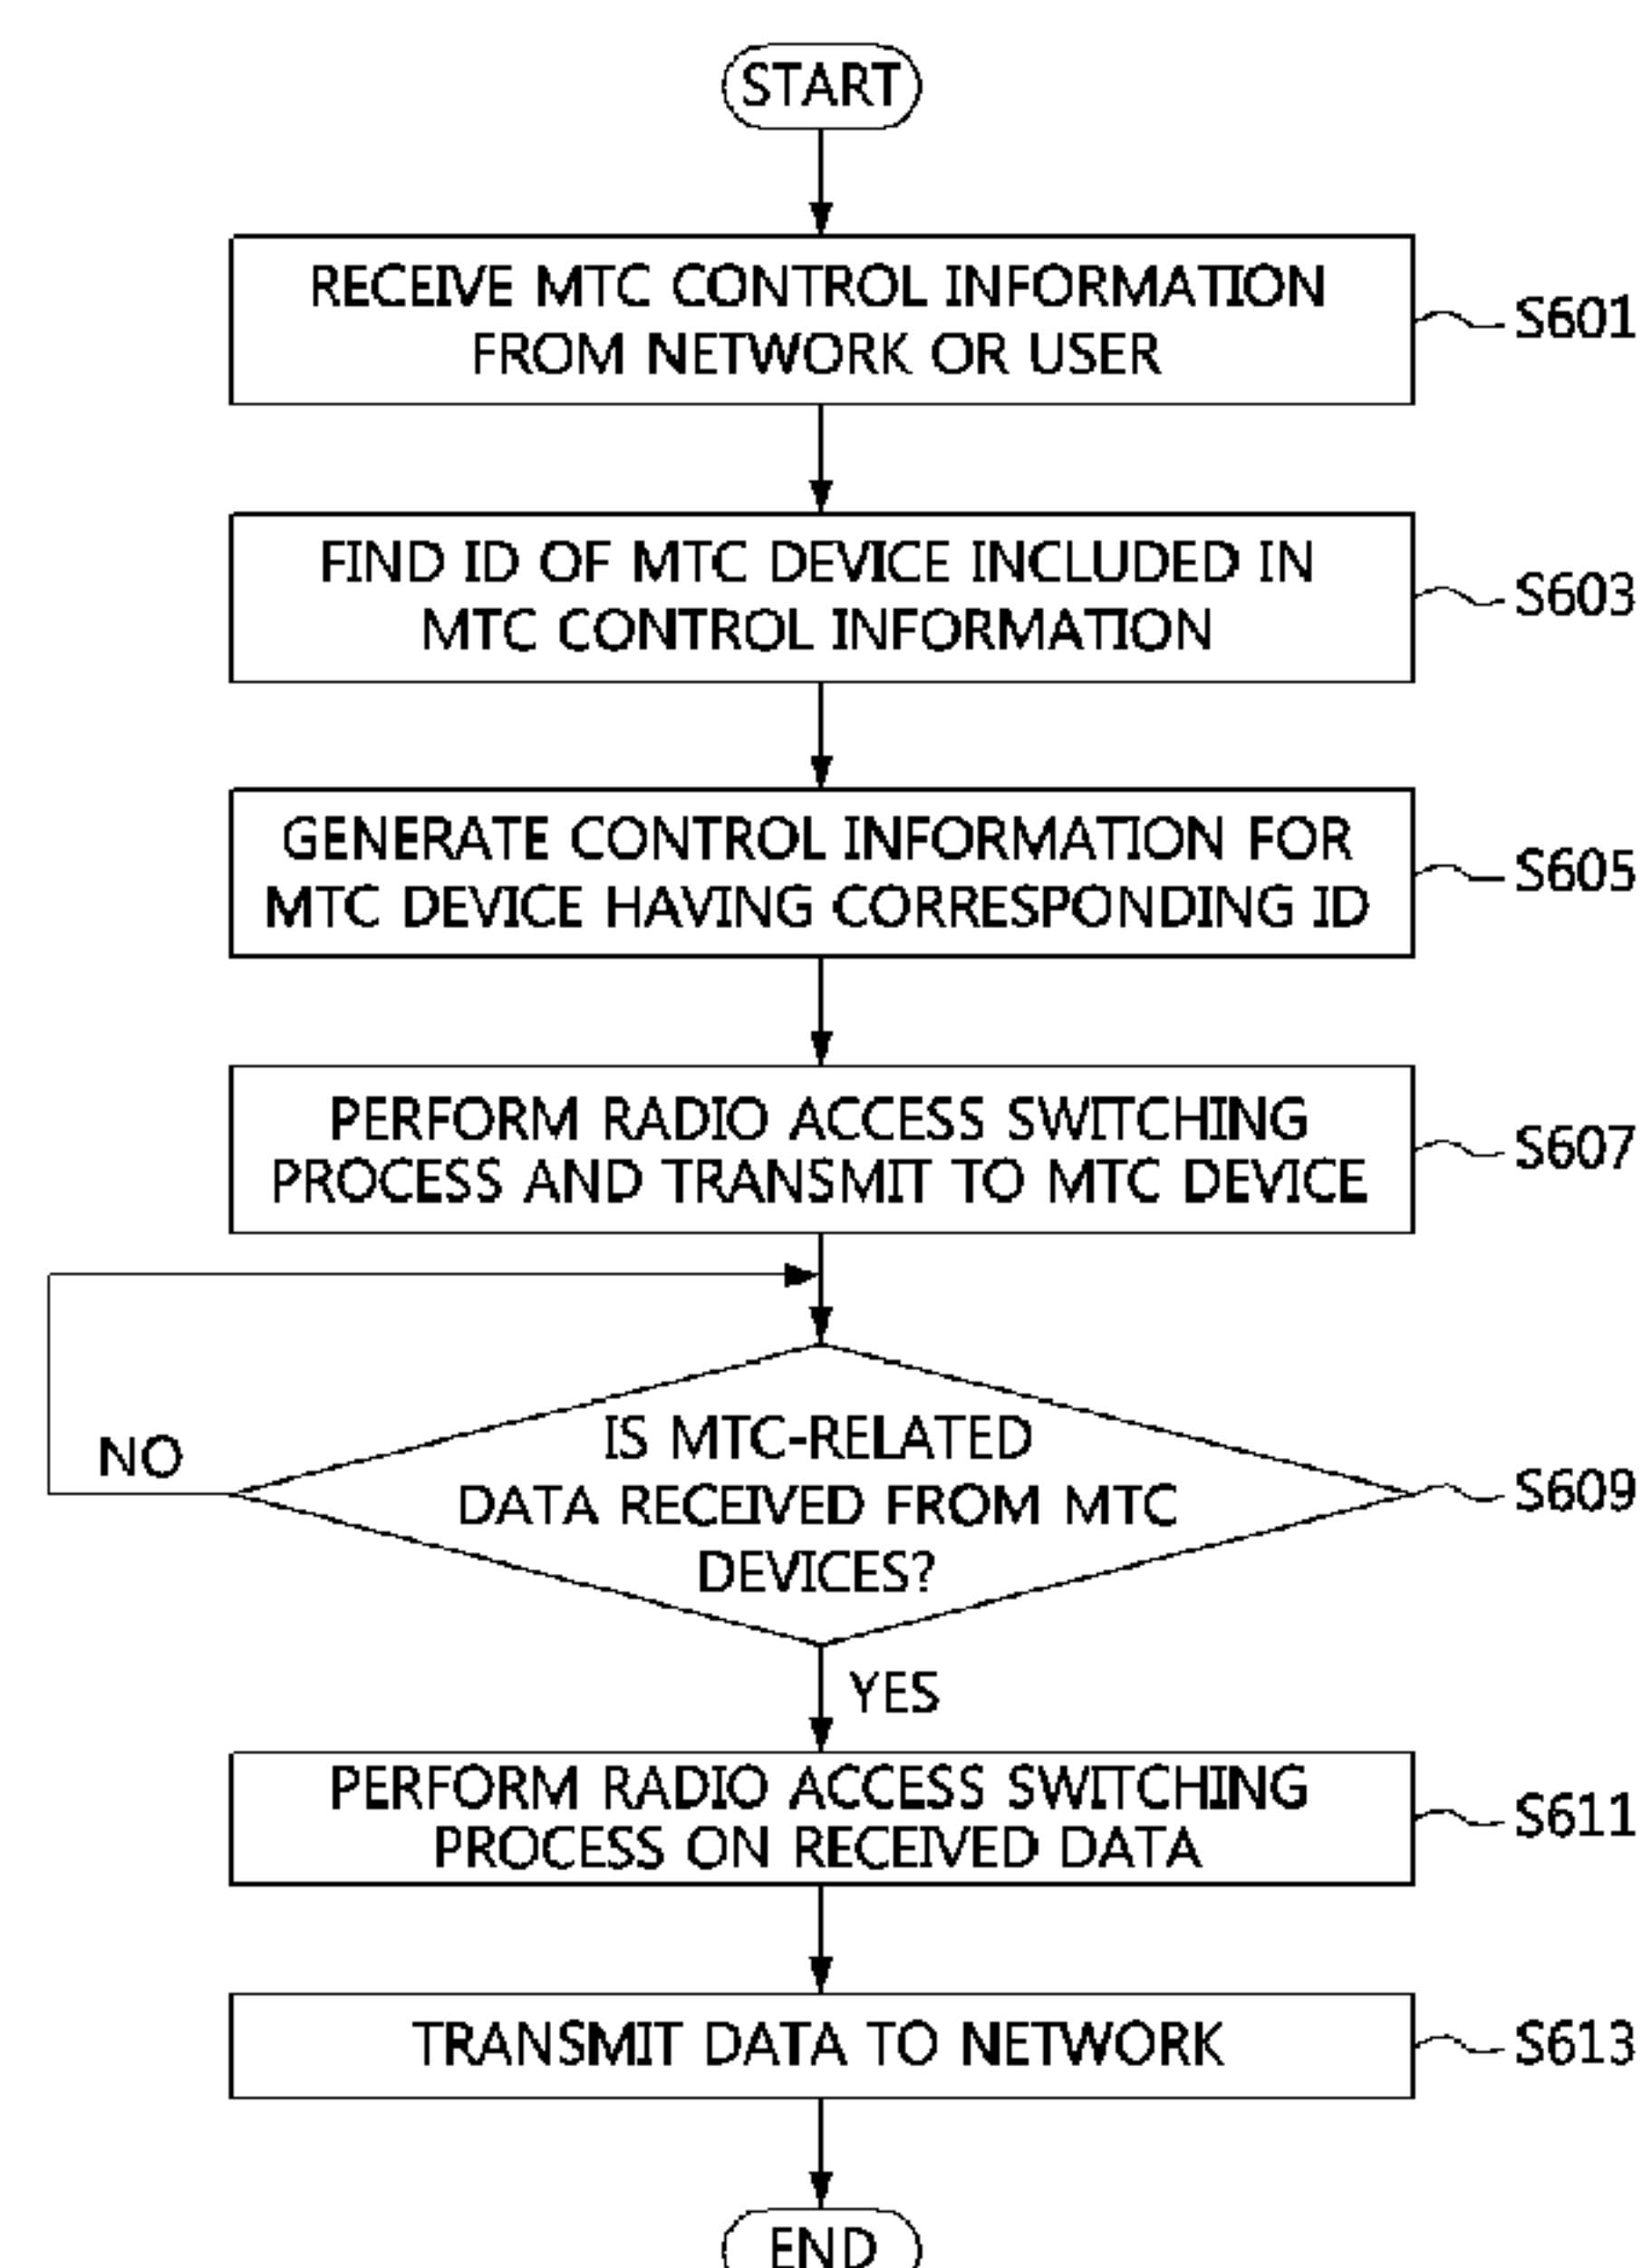 START
RECEIVE MTC CONTROL INFORMATION
FROM NETWORK OR USER
S601
FIND ID OF MTC DEVICE INCLUDED IN
MTC CONTROL INFORMATION
S603
GENERATE CONTROL INFORMATION FOR
MTC DEVICE HAVING CORRESPONDING ID
S605
PERFORM RADIO ACCESS SWITCHING
PROCESS AND TRANSMIT TO MTC DEVICE
S607
IS MTC-RELATED
DATA RECEIVED FROM MTC
DEVICES?
S609
NO
YES
PERFORM RADIO ACCESS SWITCHING
PROCESS ON RECEIVED DATA
S611
TRANSMIT DATA TO NETWORK
S613
END